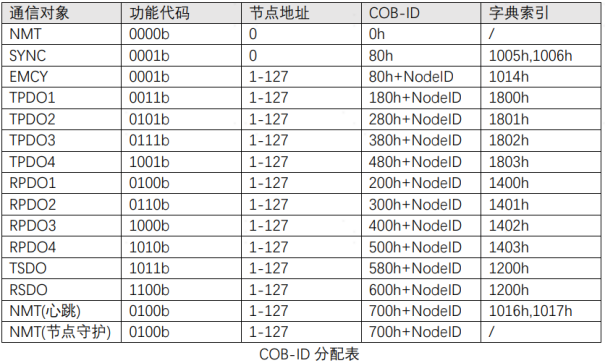 通信对象 功能代码 节点地址 COB-ID 字典索引
NMT 0000b 0 0h /
SYNC 0001b 0 80h 1005h,1006h
EMCY 0001b 1-127 80h+NodeID 1014h
TPDO1 0011b 1-127 180h+NodeID 1800h
TPDO2 0101b 1-127 280h+NodeID 1801h
TPDO3 0111b 1-127 380h+NodeID 1802h
TPDO4 1001b 1-127 480h+NodeID 1803h
RPDO1 0100b 1-127 200h+NodeID 1400h
RPDO2 0110b 1-127 300h+NodeID 1401h
RPDO3 1000b 1-127 400h+NodeID 1402h
RPDO4 1010b 1-127 500h+NodeID 1403h
TSDO 1011b 1-127 580h+NodeID 1200h
RSDO 1100b 1-127 600h+NodeID 1200h
NMT(心跳) 0100b 1-127 700h+NodeID 1016h,1017h
NMT(节点守护) 0100b 1-127 700h+NodeID /
COB-ID 分配表